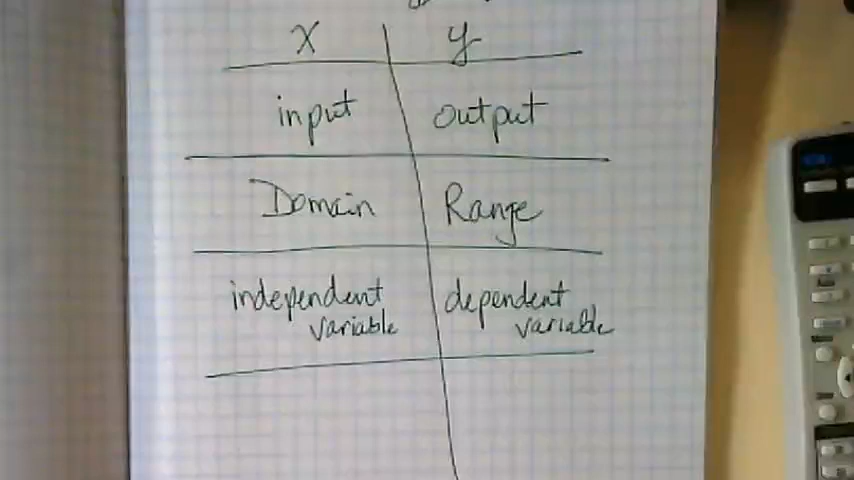 x y
input output
Domain Range
independent dependent
variable variable